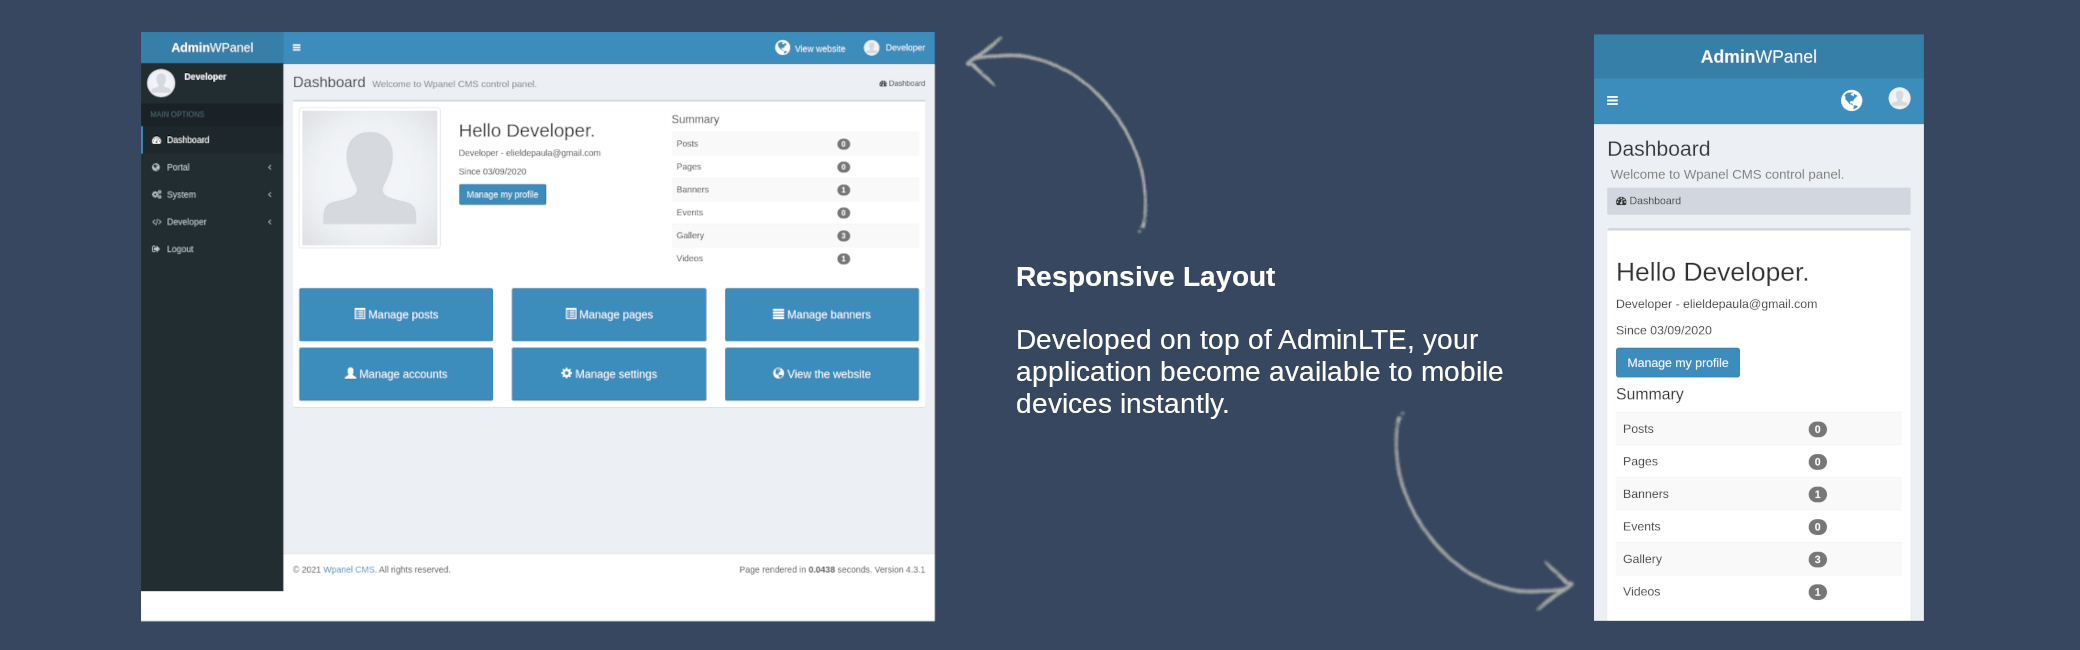 AdminWPanel
View website
Developer
Developer
MAIN OPTIONS
Dashboard
Portal
System
Developer
Logout
Dashboard Welcome to Wpanel CMS control panel.
Dashboard
Hello Developer.
Developer - elieldepaula@gmail.com
Since 03/09/2020
Manage my profile
Summary
Posts 0
Pages 0
Banners 1
Events 0
Gallery 3
Videos 1
Manage posts
Manage pages
Manage banners
Manage accounts
Manage settings
View the website
© 2021 Wpanel CMS. All rights reserved.
Page rendered in 0.0438 seconds. Version 4.3.1
Responsive Layout
Developed on top of AdminLTE, your
application become available to mobile
devices instantly.
AdminWPanel
Dashboard
Welcome to Wpanel CMS control panel.
Dashboard
Hello Developer.
Developer - elieldepaula@gmail.com
Since 03/09/2020
Manage my profile
Summary
Posts 0
Pages 0
Banners 1
Events 0
Gallery 3
Videos 1